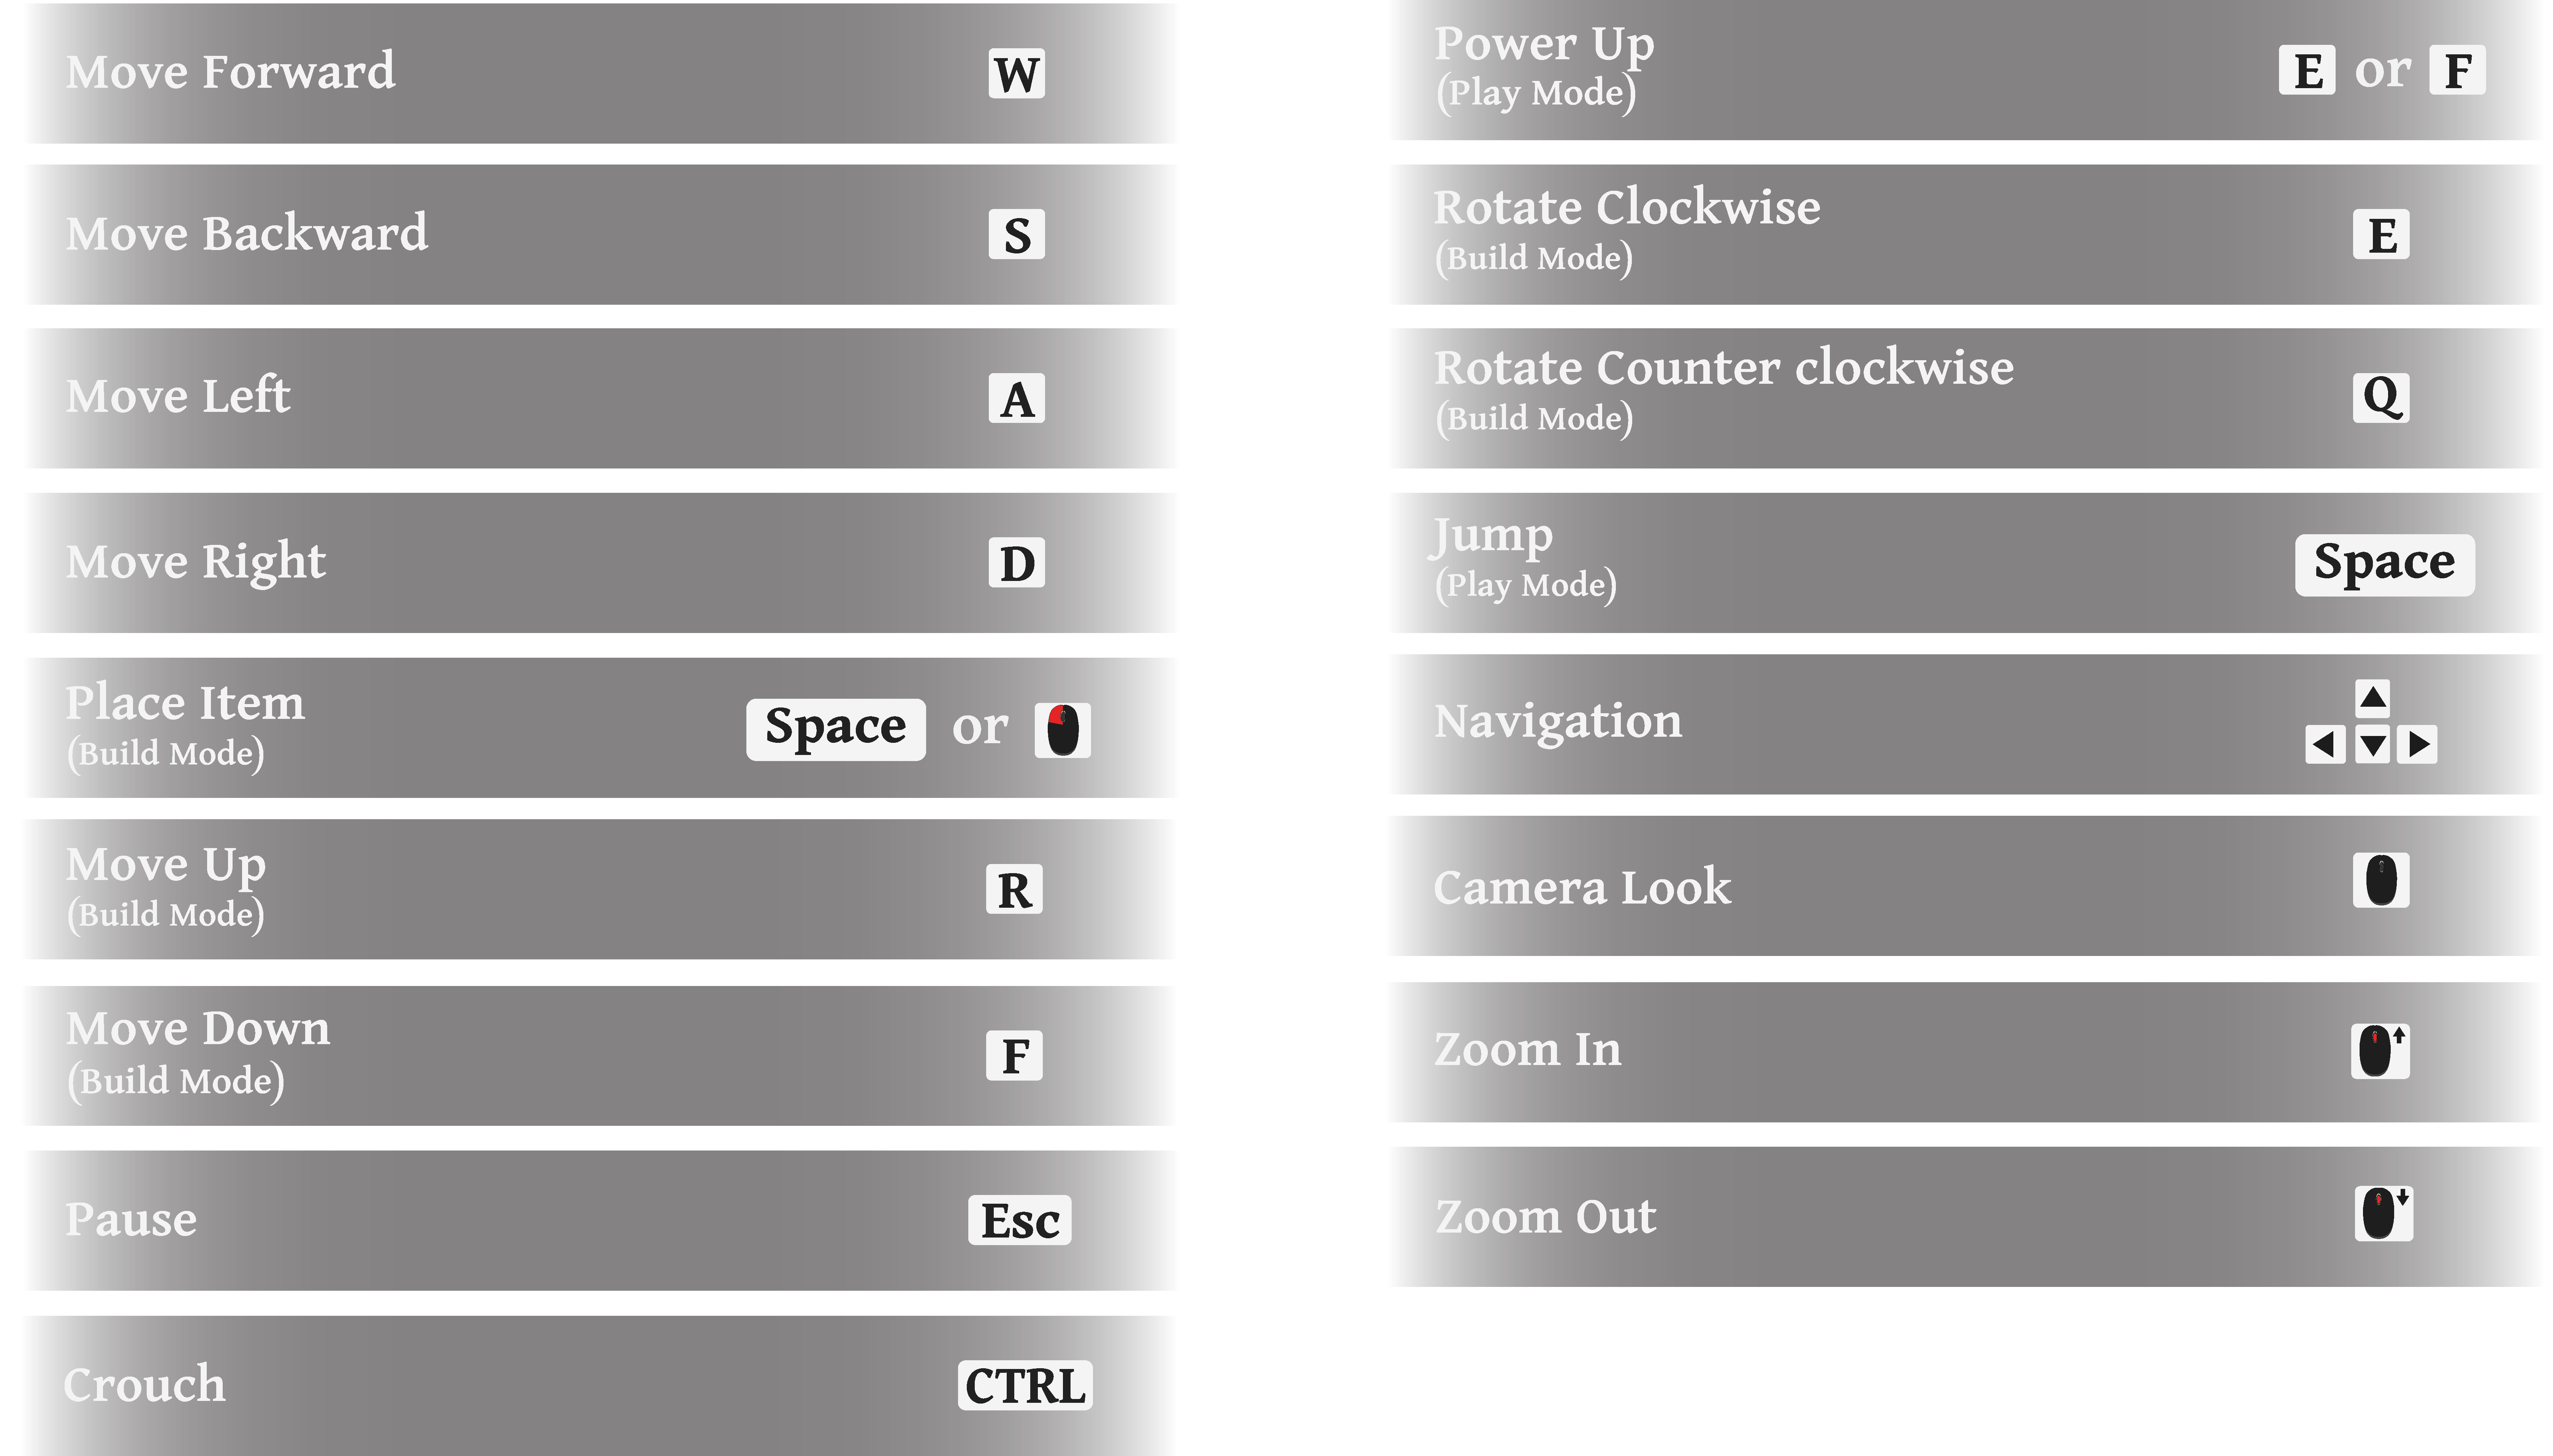 Move Forward W
Move Backward S
Move Left A
Move Right D
Place Item
(Build Mode)
Space or
Move Up
(Build Mode)
R
Move Down
(Build Mode)
F
Pause Esc
Crouch CTRL
Power Up
(Play Mode)
E or F
Rotate Clockwise
(Build Mode)
E
Rotate Counter clockwise
(Build Mode)
Q
Jump
(Play Mode)
Space
Navigation
Camera Look
Zoom In
Zoom Out